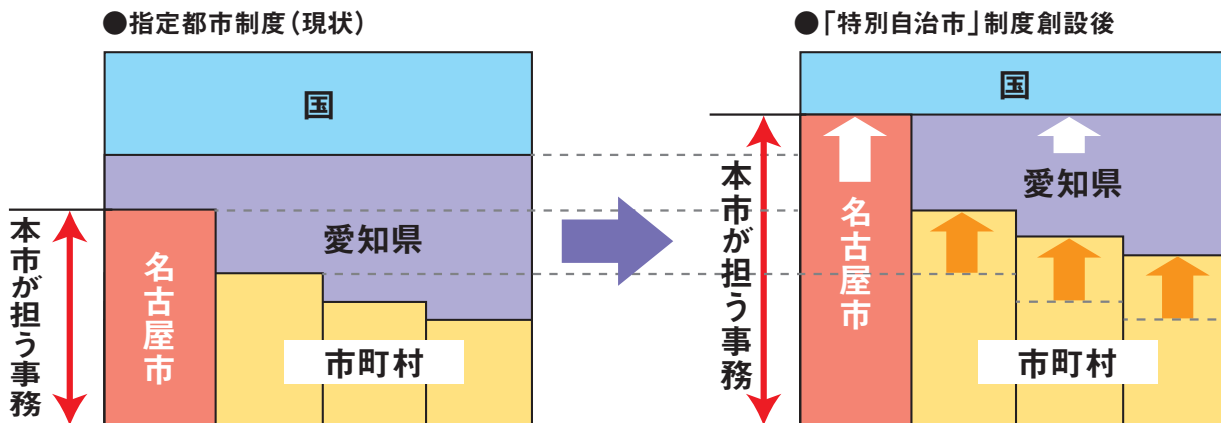 ●指定都市制度（現状）
国
愛知県
名古屋市
市町村
本市が担う事務
●「特別自治市」制度創設後
国
愛知県
名古屋市
市町村
本市が担う事務